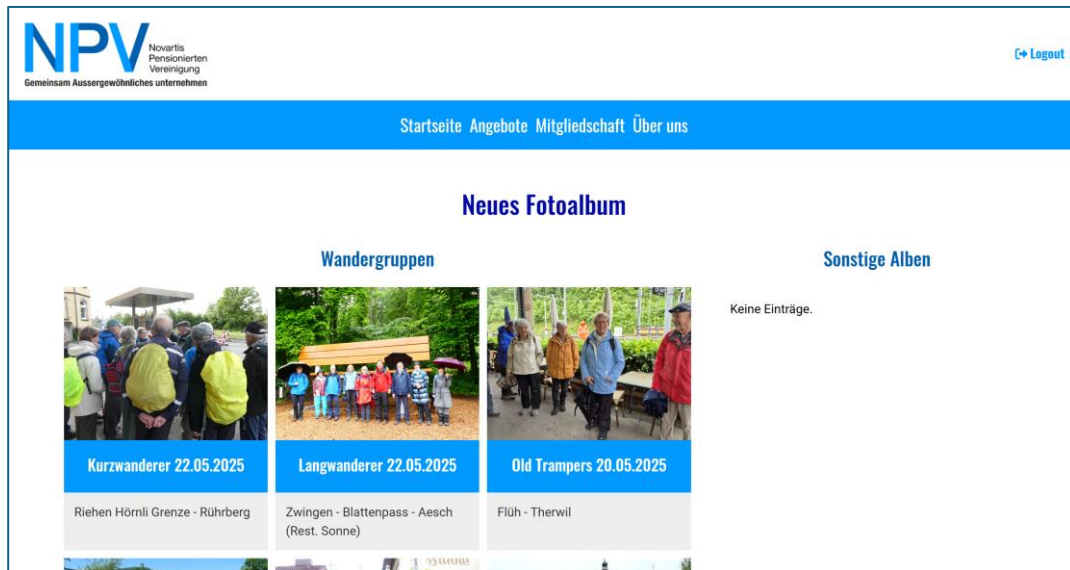 NPV
Novartis
Pensionierten
Vereinigung
Gemeinsam Aussergewöhnliches unternehmen
Logout
Startseite Angebote Mitgliedschaft Über uns
Neues Fotoalbum
Wandergruppen
Kurzwanderer 22.05.2025
Riehen Hörnli Grenze - Rührberg
Langwanderer 22.05.2025
Zwingen - Blattenpass - Aesch
(Rest. Sonne)
Old Trampers 20.05.2025
Flüh - Therwil
Sonstige Alben
Keine Einträge.